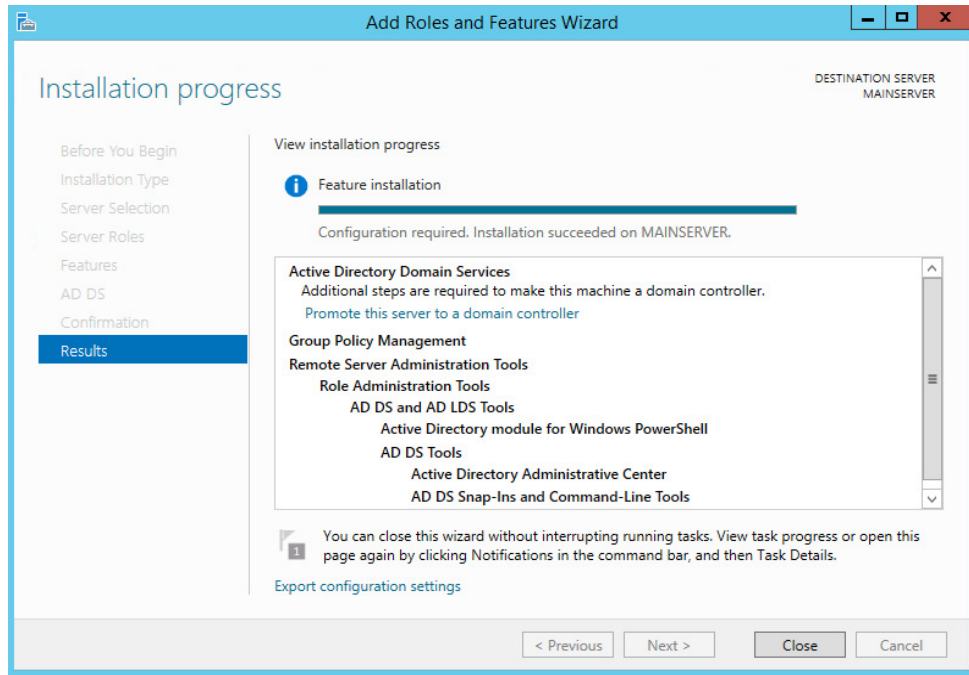 Add Roles and Features Wizard
Installation progress
DESTINATION SERVER
MAINSERVER
Before You Begin
Installation Type
Server Selection
Server Roles
Features
AD DS
Confirmation
Results
View installation progress
Feature installation
Configuration required. Installation succeeded on MAINSERVER.
Active Directory Domain Services
Additional steps are required to make this machine a domain controller.
Promote this server to a domain controller
Group Policy Management
Remote Server Administration Tools
Role Administration Tools
AD DS and AD LDS Tools
Active Directory module for Windows PowerShell
AD DS Tools
Active Directory Administrative Center
AD DS Snap-Ins and Command-Line Tools
1
You can close this wizard without interrupting running tasks. View task progress or open this
page again by clicking Notifications in the command bar, and then Task Details.
Export configuration settings
< Previous
Next >
Close
Cancel